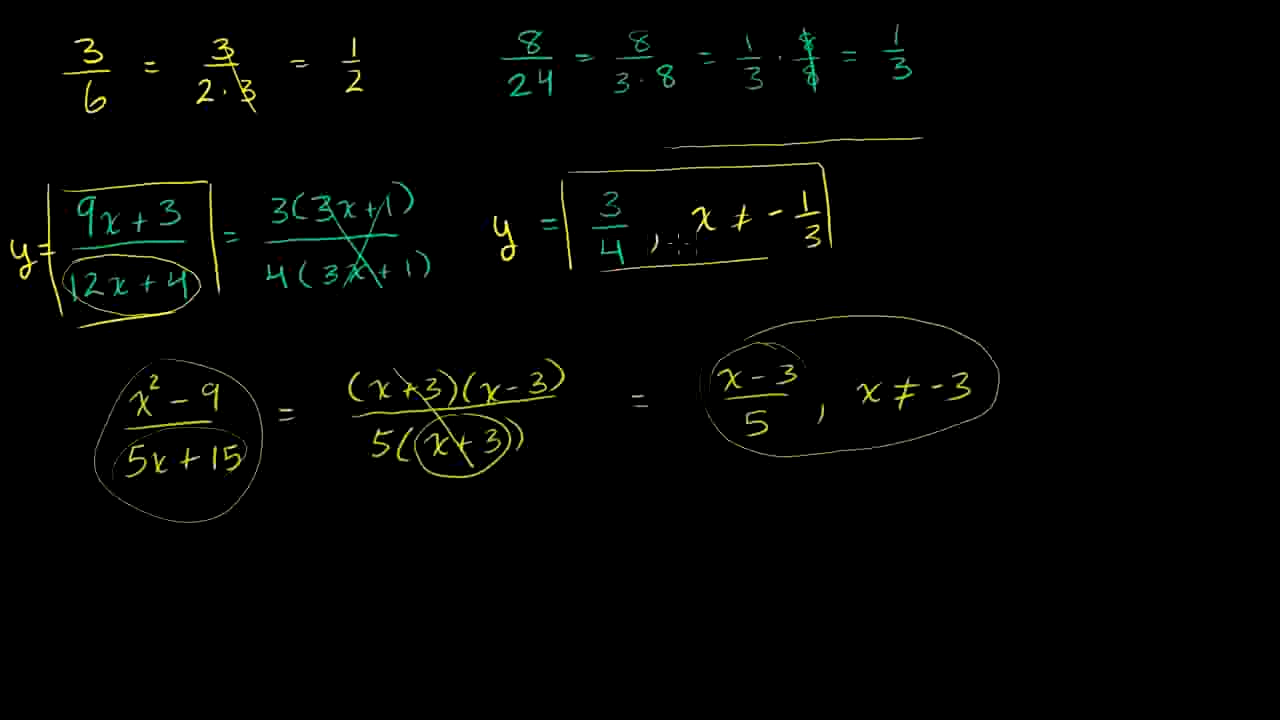 3/6 = 3/(2·3) = 1/2
8/24 = 8/(3·8) = 1/3 · 8/8 = 1/3
y = (9x + 3)/(12x + 4) = 3(3x+1)/4(3x+1)
y = 3/4, x ≠ -1/3
(x² - 9)/(5x + 15) = (x+3)(x-3)/5(x+3) = (x-3)/5, x ≠ -3